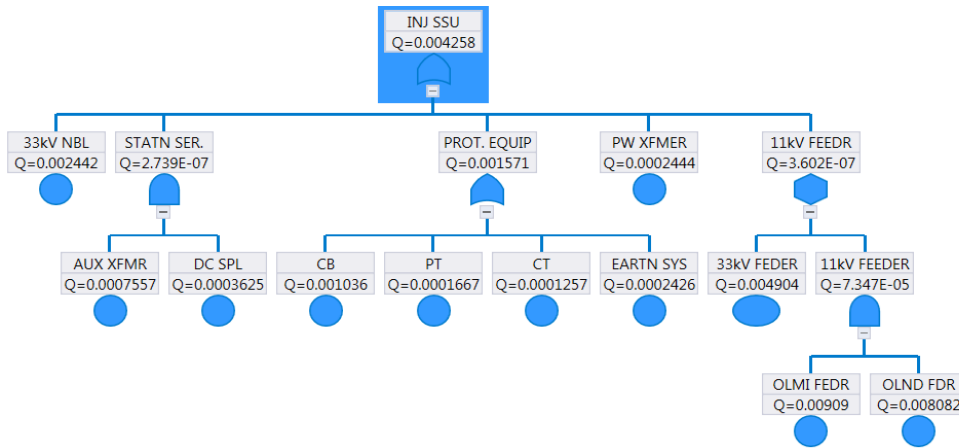 INJ SSU
Q=0.004258
33kV NBL
Q=0.002442
STATN SER.
Q=2.739E-07
PROT. EQUIP
Q=0.001571
PW XFMER
Q=0.0002444
11kV FEEDR
Q=3.602E-07
AUX XFMR
Q=0.0007557
DC SPL
Q=0.0003625
CB
Q=0.001036
PT
Q=0.0001667
CT
Q=0.0001257
EARTN SYS
Q=0.0002426
33kV FEDER
Q=0.004904
11kV FEEDER
Q=7.347E-05
OLMI FEDR
Q=0.00909
OLND FDR
Q=0.008082